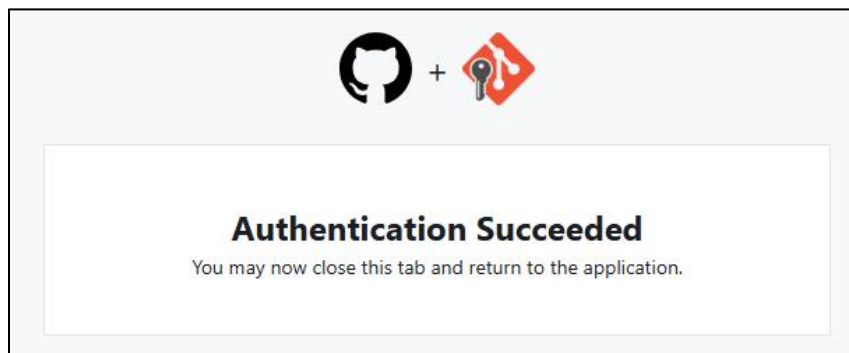 +
Authentication Succeeded
You may now close this tab and return to the application.